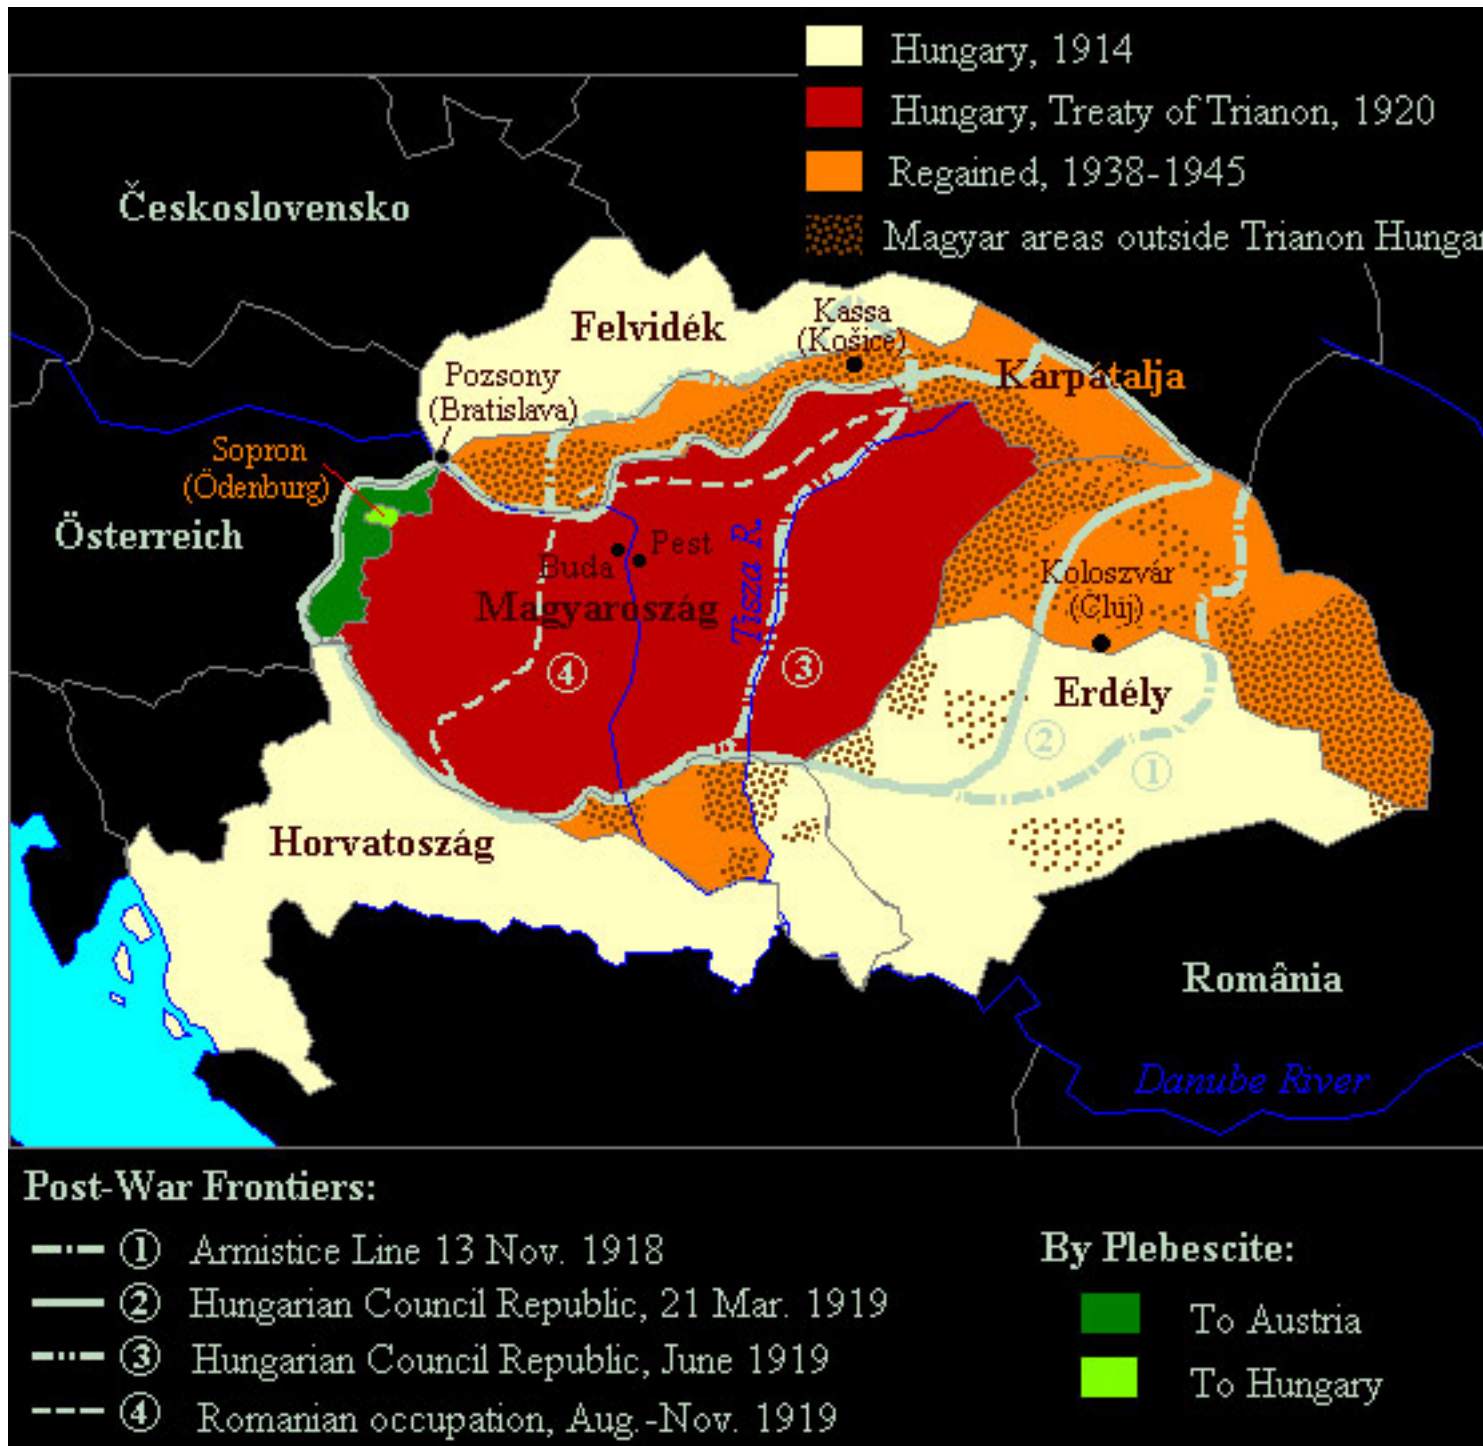 Hungary, 1914
Hungary, Treaty of Trianon, 1920
Regained, 1938-1945
Magyar areas outside Trianon Hungar
Československo
Felvidék
Kassa
(Košice)
Kárpátalja
Pozsony
(Bratislava)
Sopron
(Ödenburg)
Österreich
Buda
Pest
Magyaroszág
Tisza R.
Koloszvár
(Cluj)
④
③
Erdély
②
①
Horvatoszág
România
Danube River
Post-War Frontiers:
① Armistice Line 13 Nov. 1918
② Hungarian Council Republic, 21 Mar. 1919
③ Hungarian Council Republic, June 1919
④ Romanian occupation, Aug.-Nov. 1919
By Plebescite:
To Austria
To Hungary